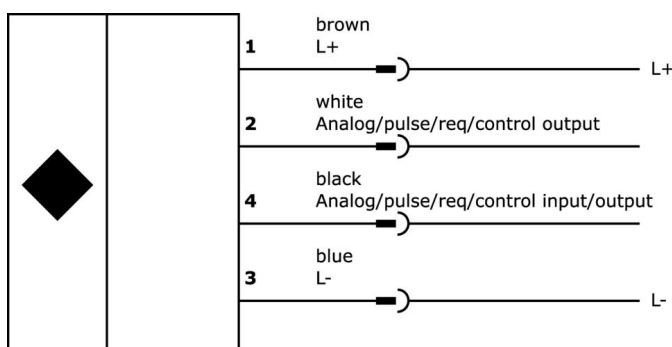 brown
1 L+
L+
white
2 Analog/pulse/req/control output
black
4 Analog/pulse/req/control input/output
blue
3 L-
L-